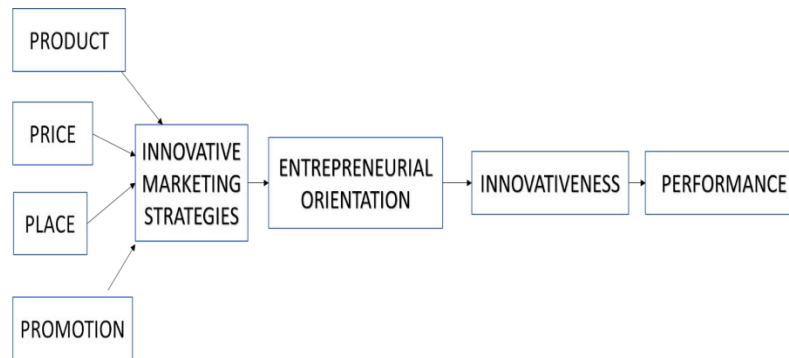 PRODUCT
PRICE
PLACE
PROMOTION
INNOVATIVE
MARKETING
STRATEGIES
ENTREPRENEURIAL
ORIENTATION
INNOVATIVENESS
PERFORMANCE